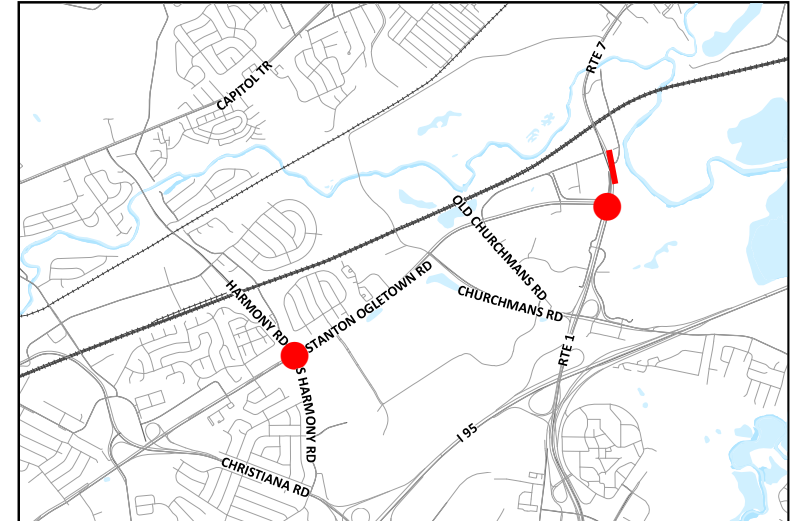 RTE 7
CAPITOL TR
OLD CHURCHMANS RD
STANTON OGLETOWN RD
HARMONY RD
CHURCHMANS RD
RTE 1
S HARMONY RD
I 95
CHRISTIANA RD